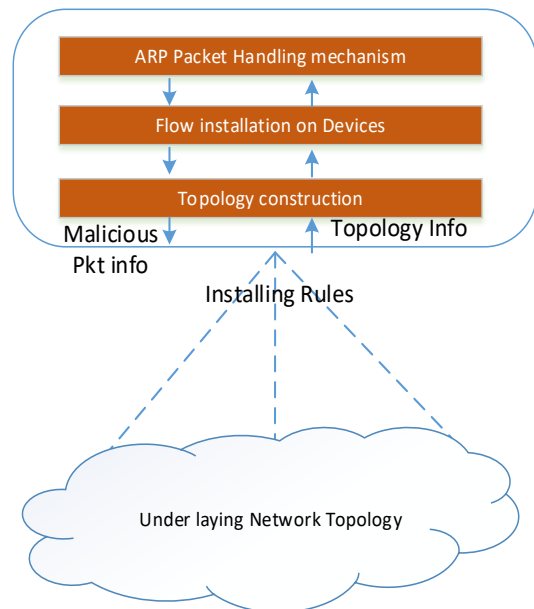 ARP Packet Handling mechanism
Flow installation on Devices
Topology construction
Malicious
Pkt info
Topology Info
Installing Rules
Under laying Network Topology